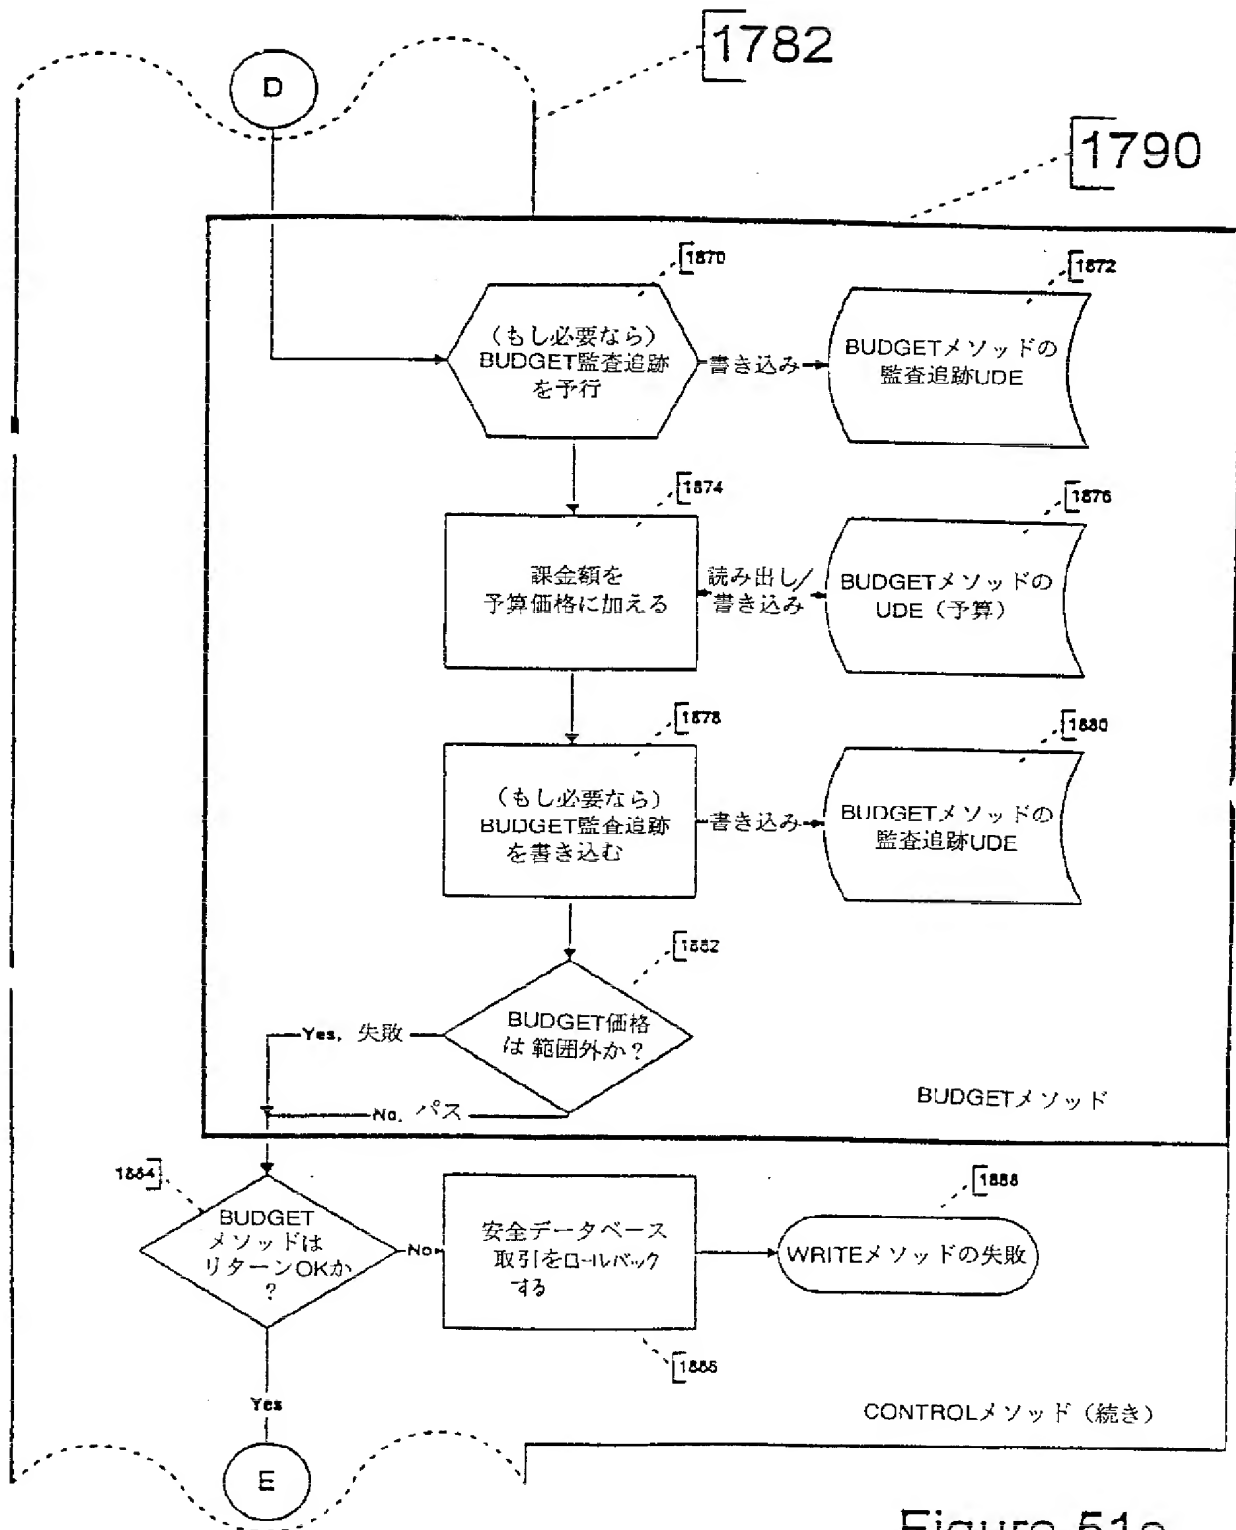 1782
D
1790
1870
1872
(もし必要なら)
BUDGET監査追跡
を予行
書き込み
BUDGETメソッドの
監査追跡UDE
1874
1876
課金額を
予算価格に加える
読み出し/
書き込み
BUDGETメソッドの
UDE(予算)
1878
1880
(もし必要なら)
BUDGET監査追跡
を書き込む
書き込み
BUDGETメソッドの
監査追跡UDE
1882
BUDGET価格
は 範囲外か?
Yes, 失敗
No, パス
BUDGETメソッド
1884
BUDGET
メソッドは
リターンOKか
?
No
安全データベース
取引をロールバック
する
1886
1888
WRITEメソッドの失敗
Yes
CONTROLメソッド(続き)
E
Figure